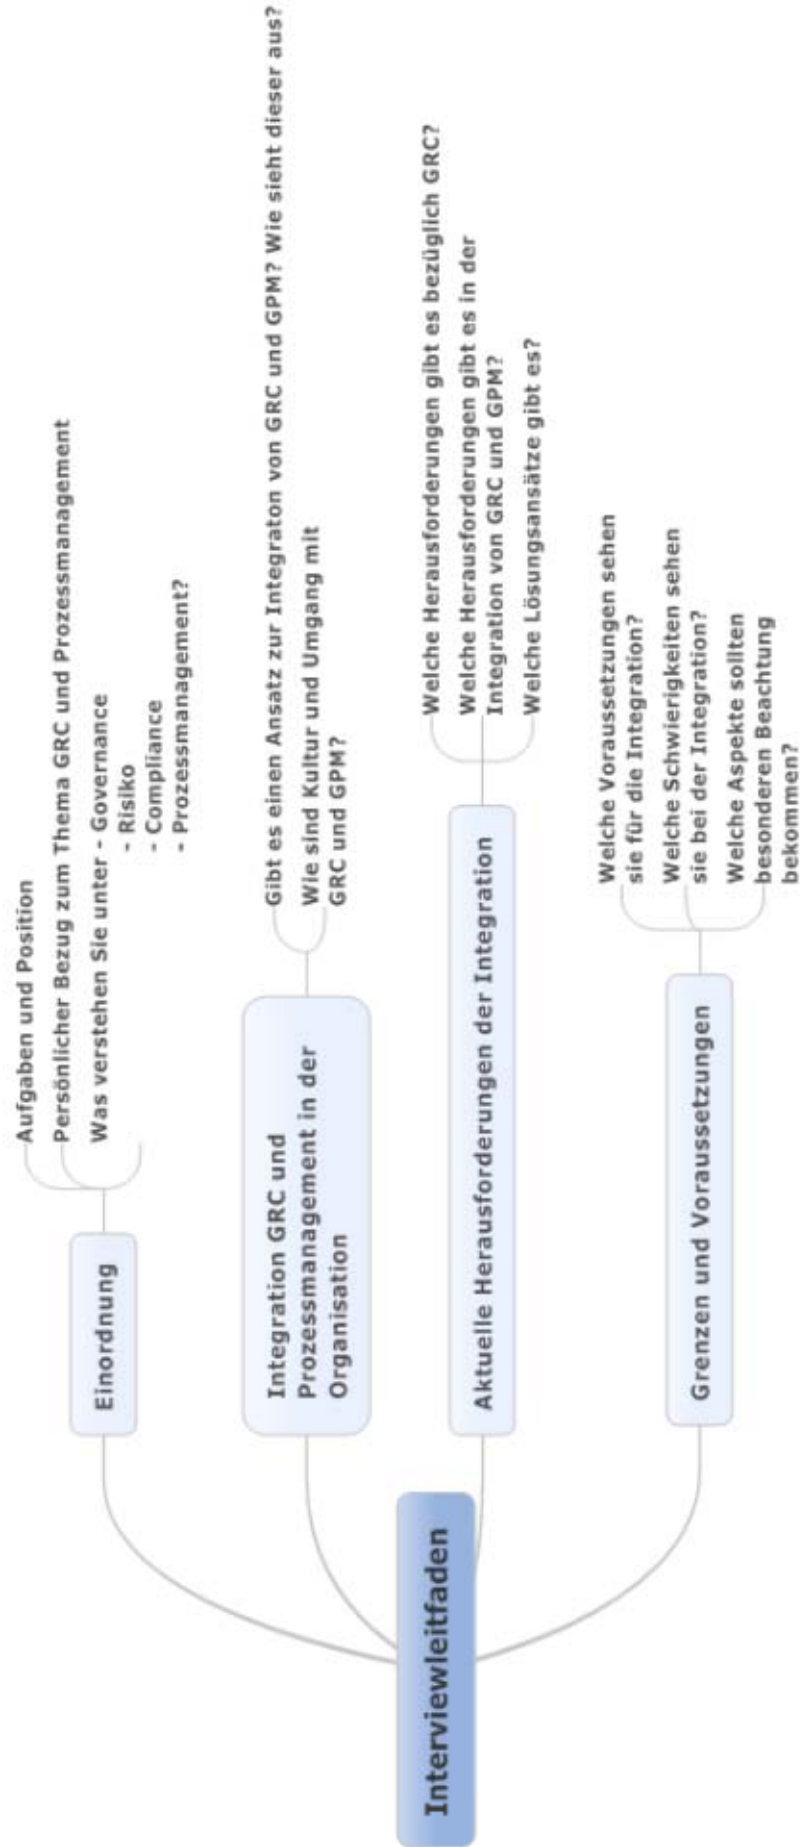 Interviewleitfaden
Einordnung
Aufgaben und Position
Persönlicher Bezug zum Thema GRC und Prozessmanagement
Was verstehen Sie unter - Governance
- Risiko
- Compliance
- Prozessmanagement?
Integration GRC und
Prozessmanagement in der
Organisation
Gibt es einen Ansatz zur Integraton von GRC und GPM? Wie sieht dieser aus?
Wie sind Kultur und Umgang mit
GRC und GPM?
Aktuelle Herausforderungen der Integration
Welche Herausforderungen gibt es bezüglich GRC?
Welche Herausforderungen gibt es in der
Integration von GRC und GPM?
Welche Lösungsansätze gibt es?
Grenzen und Voraussetzungen
Welche Voraussetzungen sehen
sie für die Integration?
Welche Schwierigkeiten sehen
sie bei der Integration?
Welche Aspekte sollten
besonderen Beachtung
bekommen?